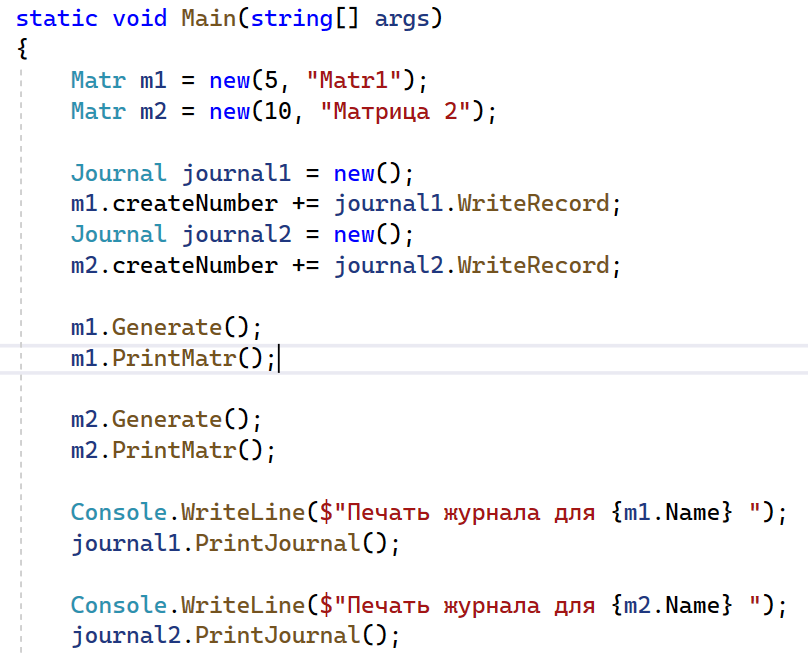 static void Main(string[] args)
{
Matr m1 = new(5, "Matr1");
Matr m2 = new(10, "Матрица 2");
Journal journal1 = new();
m1.createNumber += journal1.WriteRecord;
Journal journal2 = new();
m2.createNumber += journal2.WriteRecord;
m1.Generate();
m1.PrintMatr();
m2.Generate();
m2.PrintMatr();
Console.WriteLine($"Печать журнала для {m1.Name} ");
journal1.PrintJournal();
Console.WriteLine($"Печать журнала для {m2.Name} ");
journal2.PrintJournal();